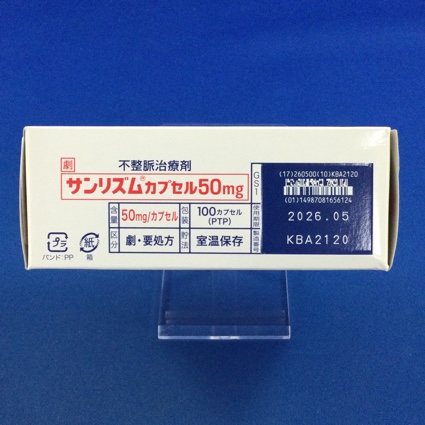 劇
不整脈治療剤
サンリズム®カプセル50mg
含量
50mg/カプセル
包装
100カプセル
(PTP)
区分
劇・要処方
貯法
室温保存
プラ
バンド:PP
紙
箱
GS1
使用期限
製造番号
(17)260500(10)KBA2120
(01)14987081656124
2026.05
KBA2120